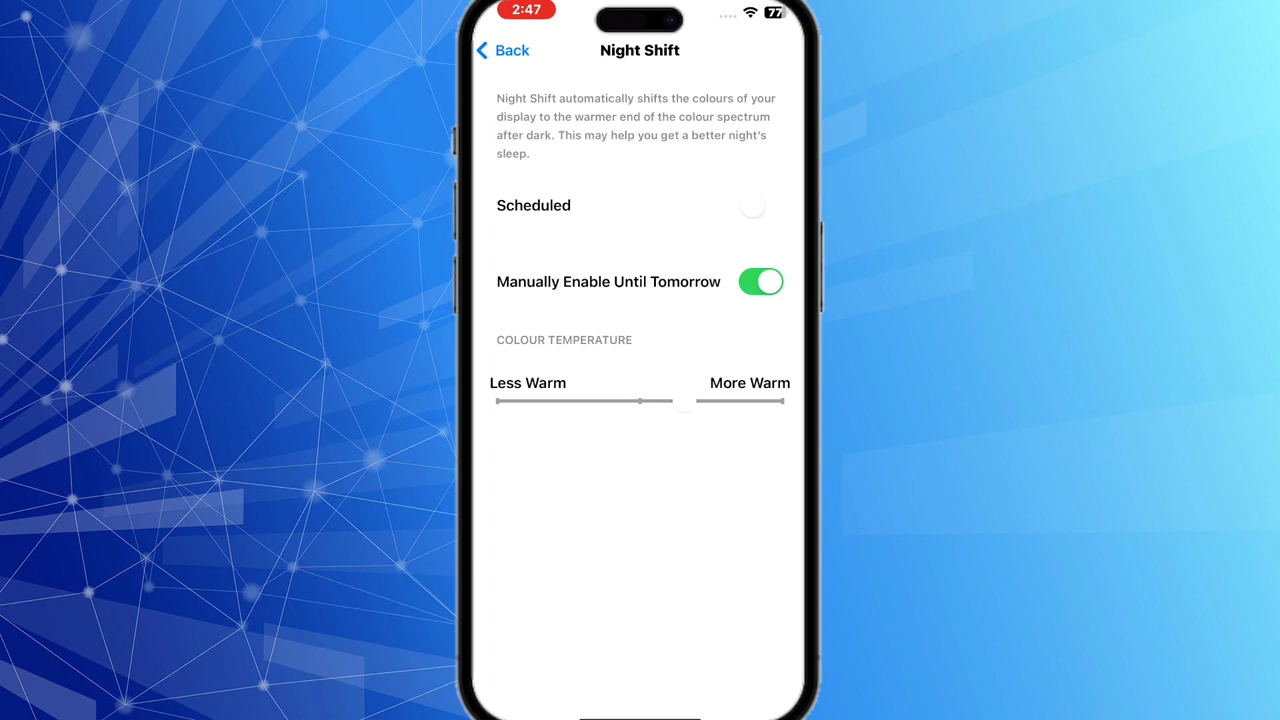 2:47
77
Back
Night Shift
Night Shift automatically shifts the colours of your
display to the warmer end of the colour spectrum
after dark. This may help you get a better night's
sleep.
Scheduled
Manually Enable Until Tomorrow
COLOUR TEMPERATURE
Less Warm
More Warm